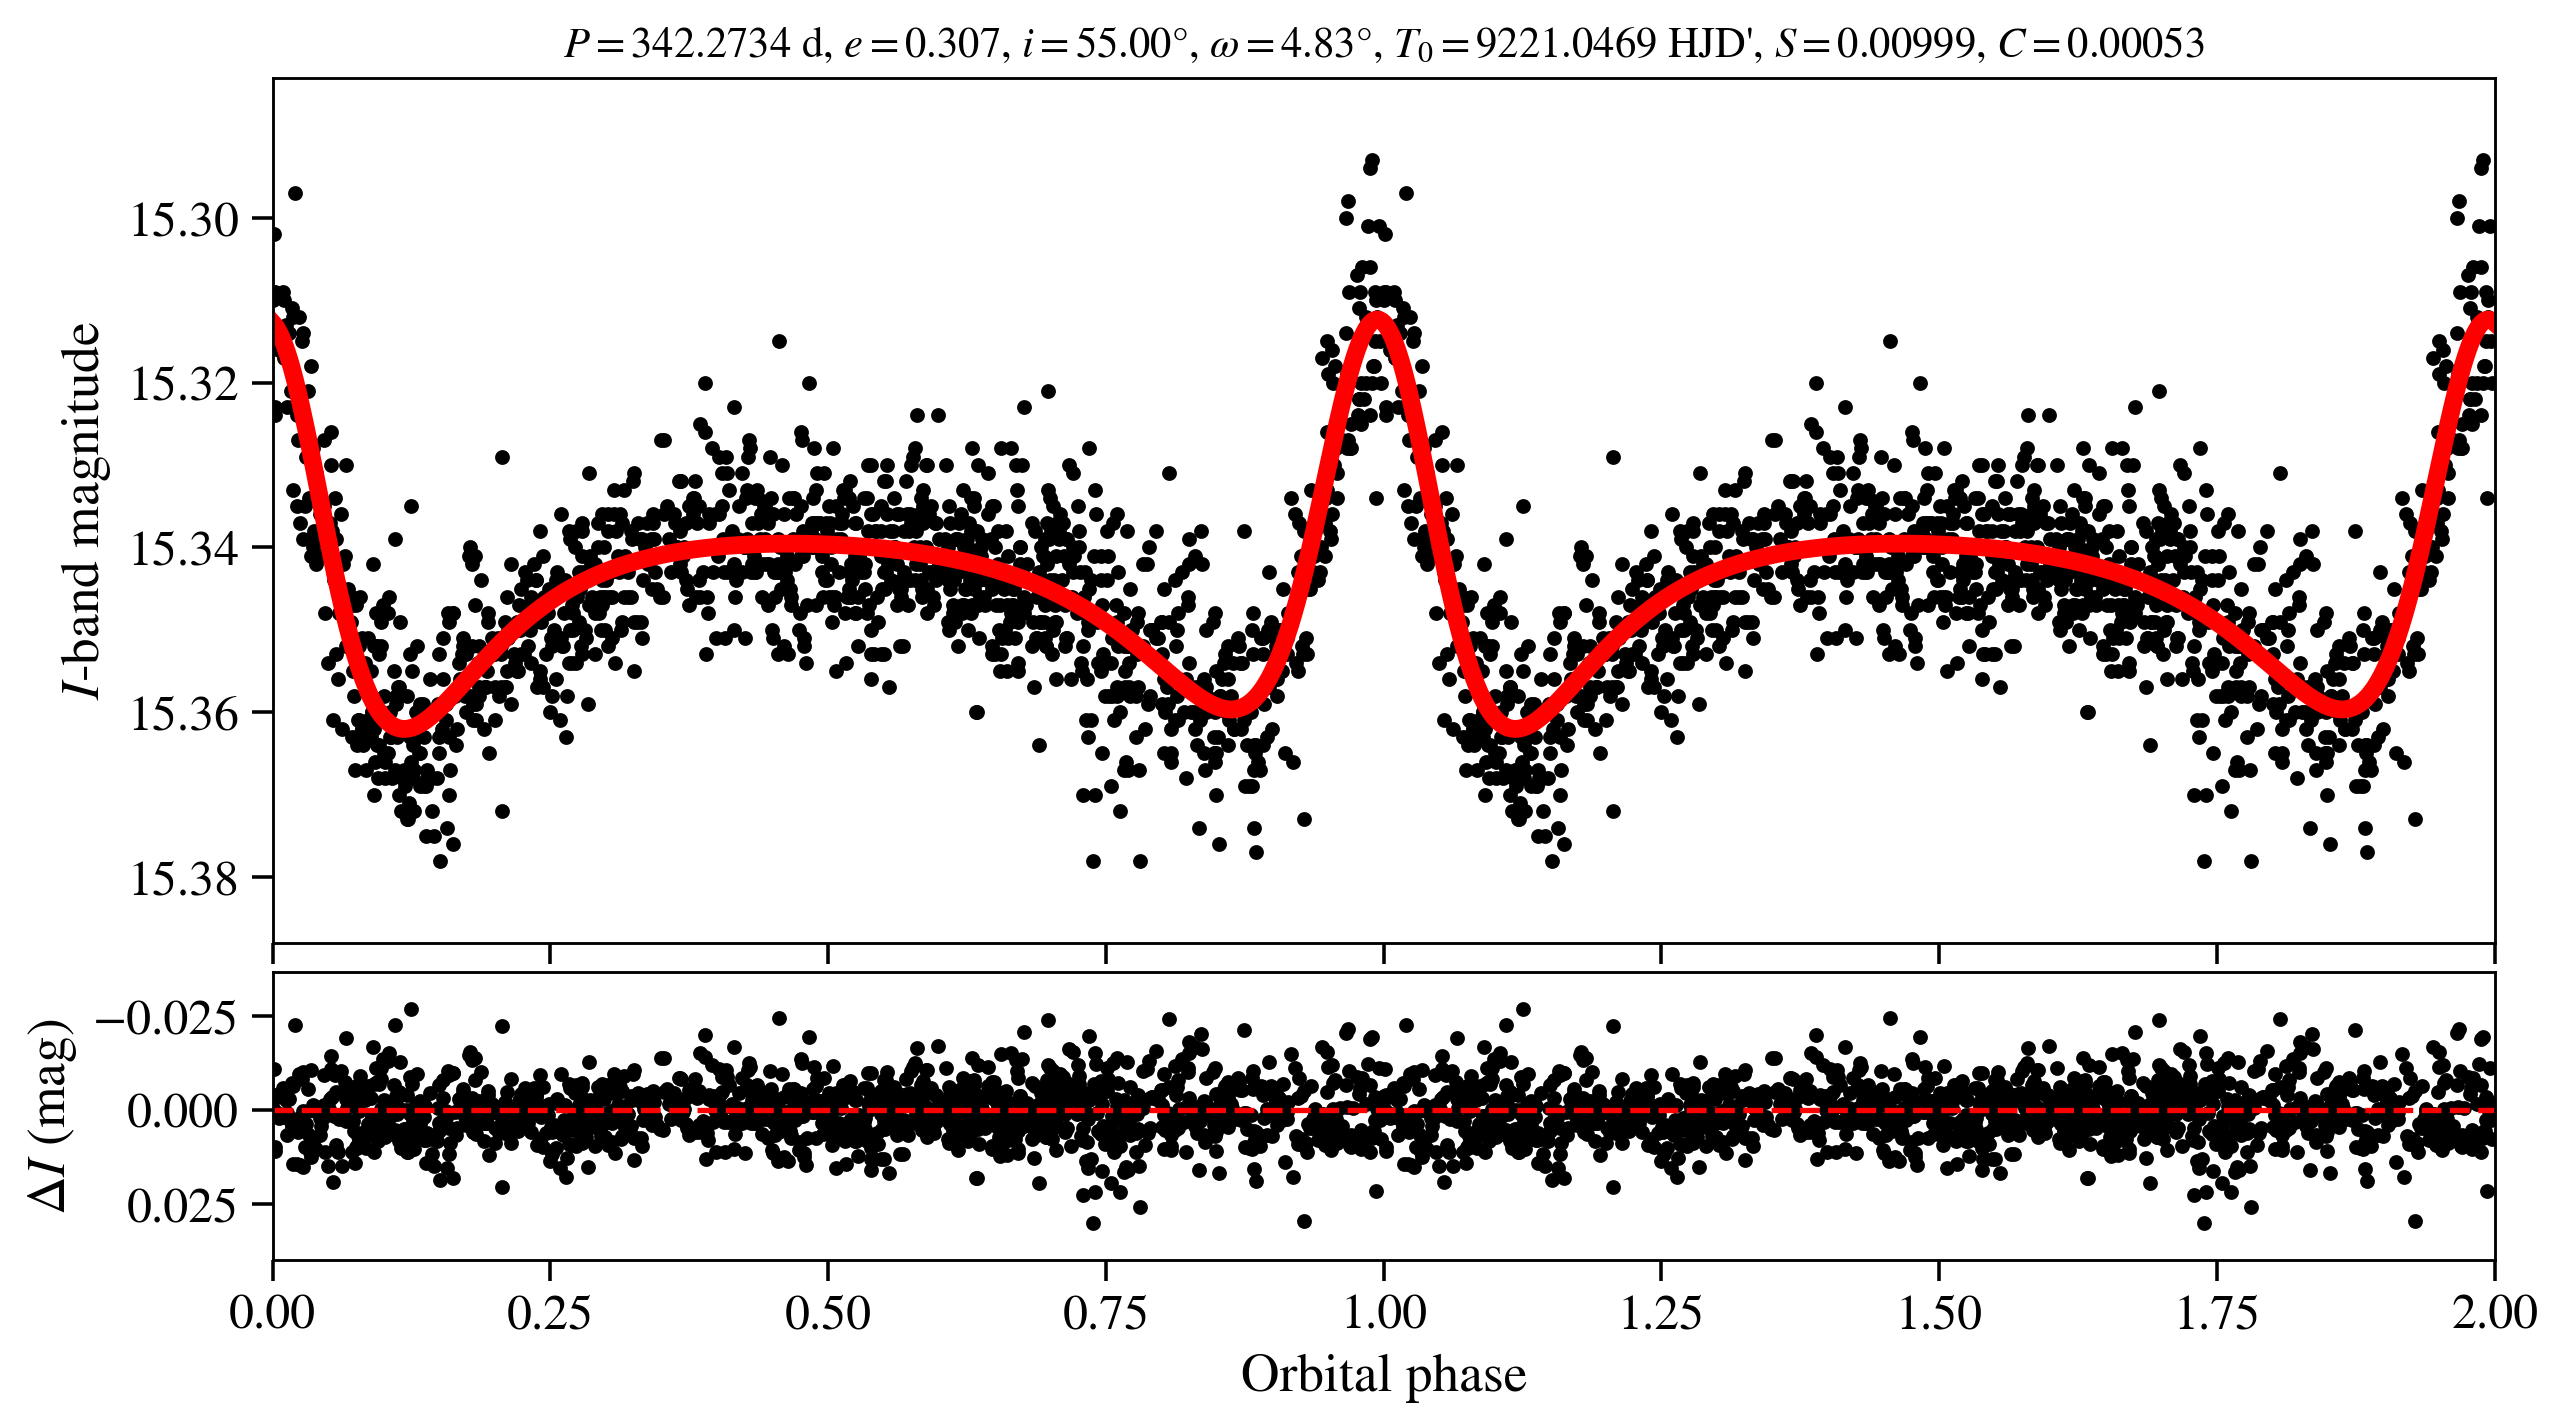 P = 342.2734 d, e = 0.307, i = 55.00°, ω = 4.83°, T₀ = 9221.0469 HJD', S = 0.00999, C = 0.00053
I-band magnitude
15.30
15.32
15.34
15.36
15.38
ΔI (mag)
−0.025
0.000
0.025
0.00 0.25 0.50 0.75 1.00 1.25 1.50 1.75 2.00
Orbital phase